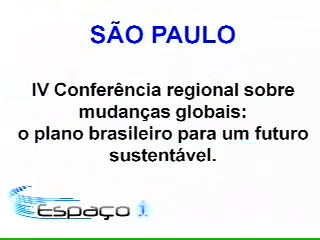 SÃO PAULO
IV Conferência regional sobre
mudanças globais:
o plano brasileiro para um futuro
sustentável.
Espaço